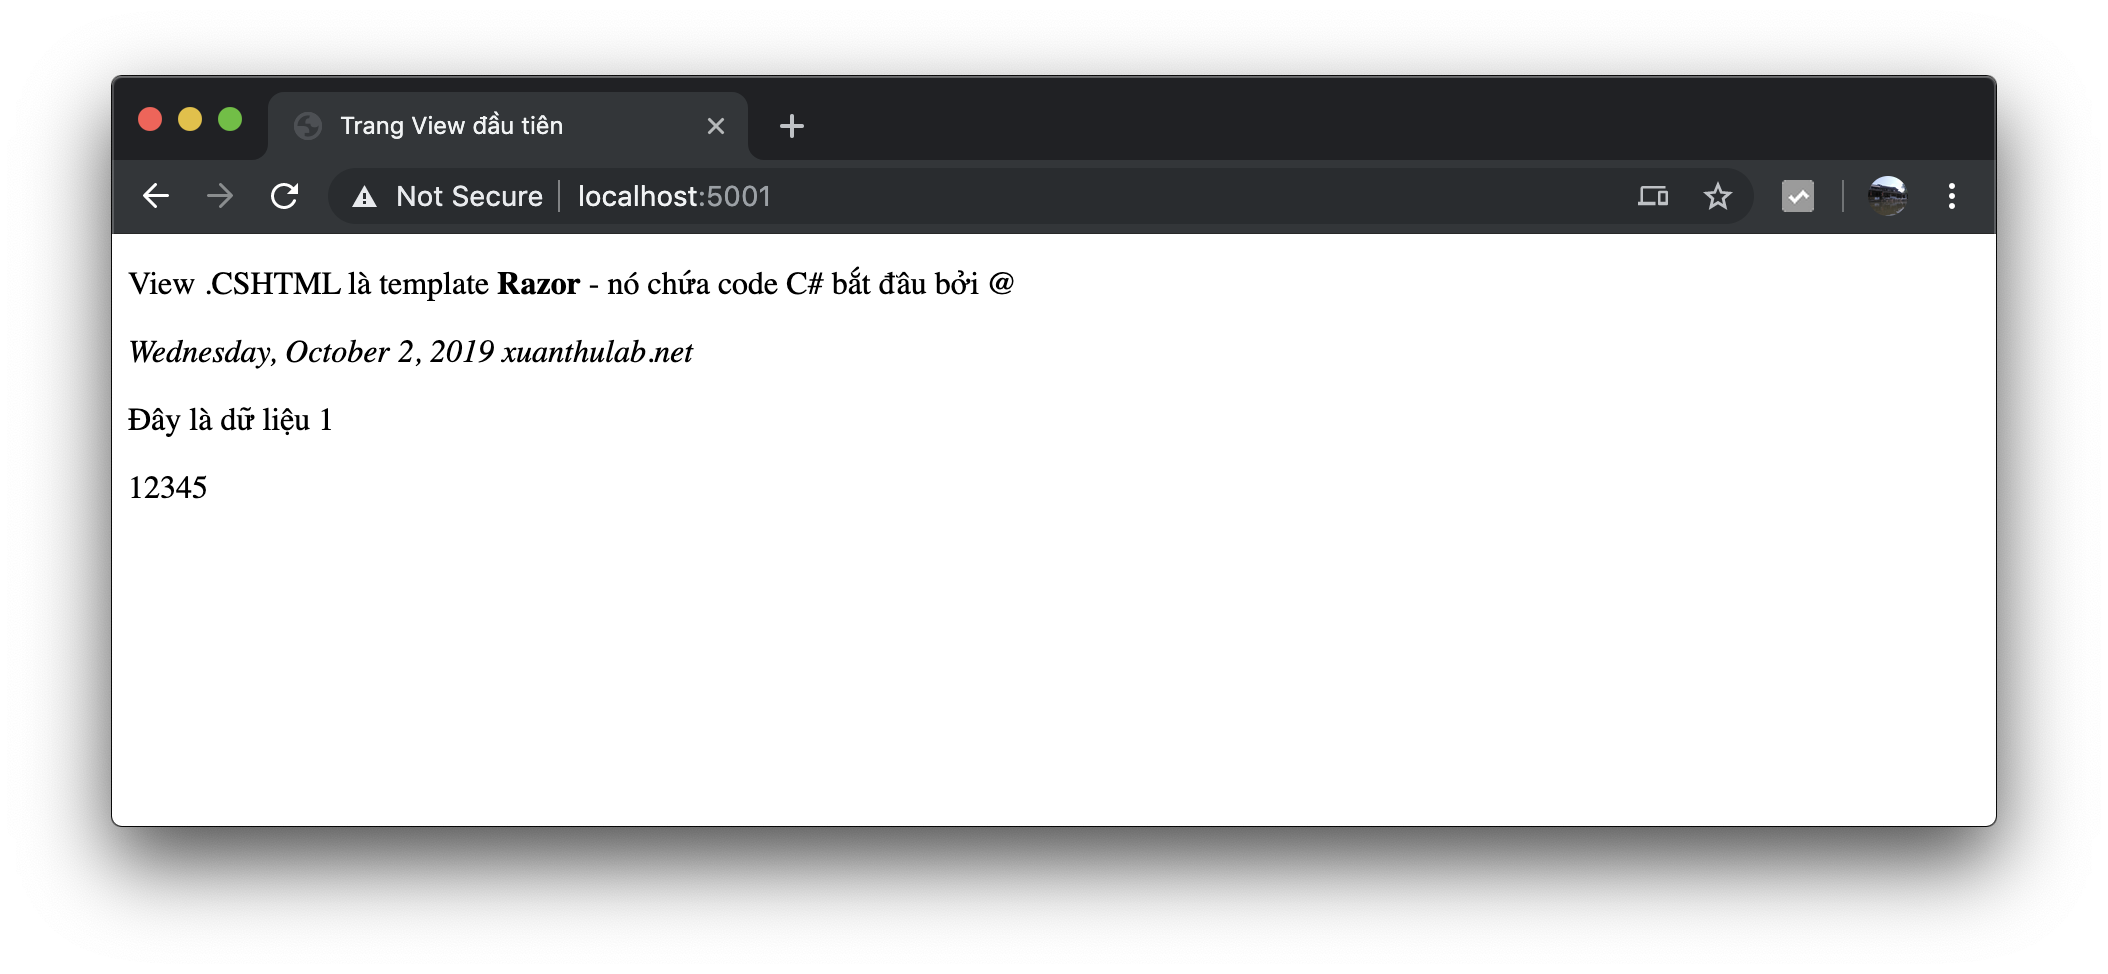 Trang View đầu tiên
Not Secure localhost:5001
View .CSHTML là template Razor - nó chứa code C# bắt đầu bởi @
Wednesday, October 2, 2019 xuanthulab.net
Đây là dữ liệu 1
12345